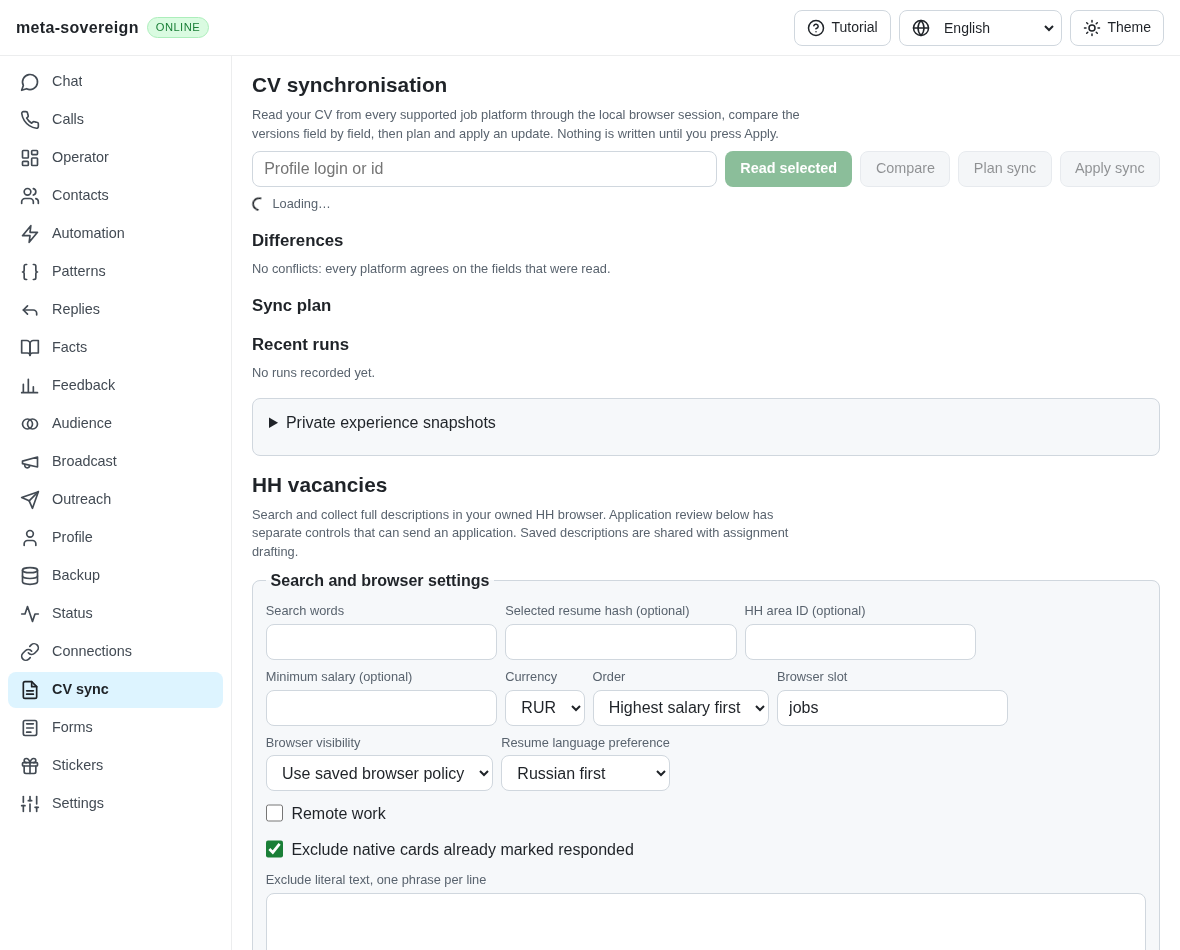 meta-sovereign ONLINE Tutorial English Theme
Chat
Calls
Operator
Contacts
Automation
Patterns
Replies
Facts
Feedback
Audience
Broadcast
Outreach
Profile
Backup
Status
Connections
CV sync
Forms
Stickers
Settings
CV synchronisation
Read your CV from every supported job platform through the local browser session, compare the
versions field by field, then plan and apply an update. Nothing is written until you press Apply.
Profile login or id Read selected Compare Plan sync Apply sync
Loading…
Differences
No conflicts: every platform agrees on the fields that were read.
Sync plan
Recent runs
No runs recorded yet.
Private experience snapshots
HH vacancies
Search and collect full descriptions in your owned HH browser. Application review below has
separate controls that can send an application. Saved descriptions are shared with assignment
drafting.
Search and browser settings
Search words Selected resume hash (optional) HH area ID (optional)
Minimum salary (optional) Currency Order Browser slot
RUR Highest salary first jobs
Browser visibility Resume language preference
Use saved browser policy Russian first
Remote work
Exclude native cards already marked responded
Exclude literal text, one phrase per line